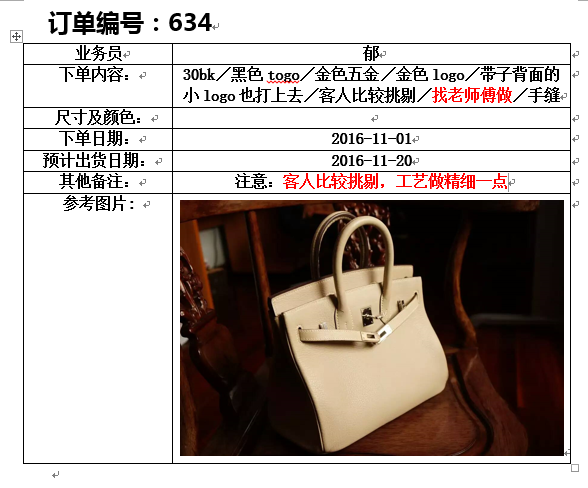 订单编号：634
业务员
郁
下单内容：
30bk／黑色 togo／金色五金／金色 logo／带子背面的
小 logo 也打上去／客人比较挑剔／找老师傅做／手缝
尺寸及颜色：
下单日期：
2016-11-01
预计出货日期：
2016-11-20
其他备注：
注意：客人比较挑剔，工艺做精细一点
参考图片：